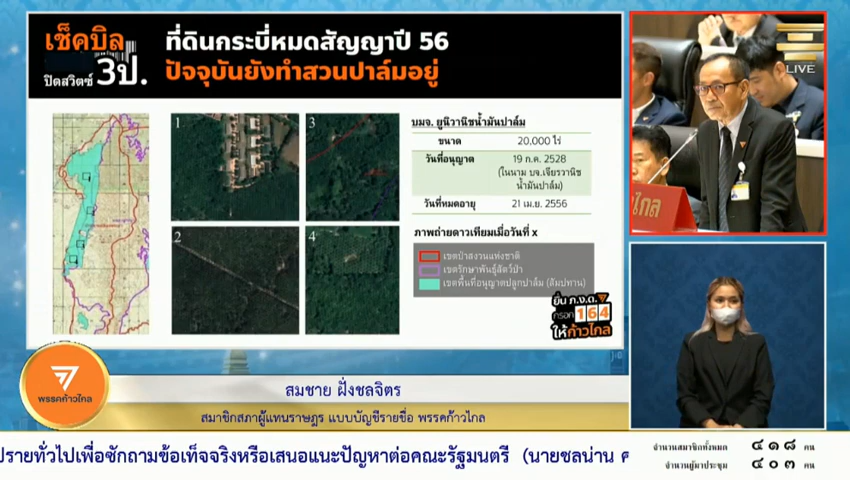 เช็คบิล
ปิดสวิตซ์ 3ป.
ที่ดินกระบี่หมดสัญญาปี 56
ปัจจุบันยังทำสวนปาล์มอยู่
1
2
3
4
บมจ. ยูนิวานิชน้ำมันปาล์ม
ขนาด 20,000 ไร่
วันที่อนุญาต 19 ก.ค. 2528
(ในนาม บจ.เจียรวานิช
น้ำมันปาล์ม)
วันที่หมดอายุ 21 เม.ย. 2556
ภาพถ่ายดาวเทียมเมื่อวันที่ x
เขตป่าสงวนแห่งชาติ
เขตรักษาพันธุ์สัตว์ป่า
เขตพื้นที่อนุญาตปลูกปาล์ม (สัมปทาน)
ยื่น ภ.ง.ด.
กรอก 164
ให้ก้าวไกล
LIVE
ไกล
พรรคก้าวไกล
สมชาย ฝั่งชลจิตร
สมาชิกสภาผู้แทนราษฎร แบบบัญชีรายชื่อ พรรคก้าวไกล
ปรายทั่วไปเพื่อซักถามข้อเท็จจริงหรือเสนอแนะปัญหาต่อคณะรัฐมนตรี (นายชลน่าน ศ
จำนวนสมาชิกทั้งหมด ๔๑๘ คน
จำนวนผู้มาประชุม ๔๐๓ คน